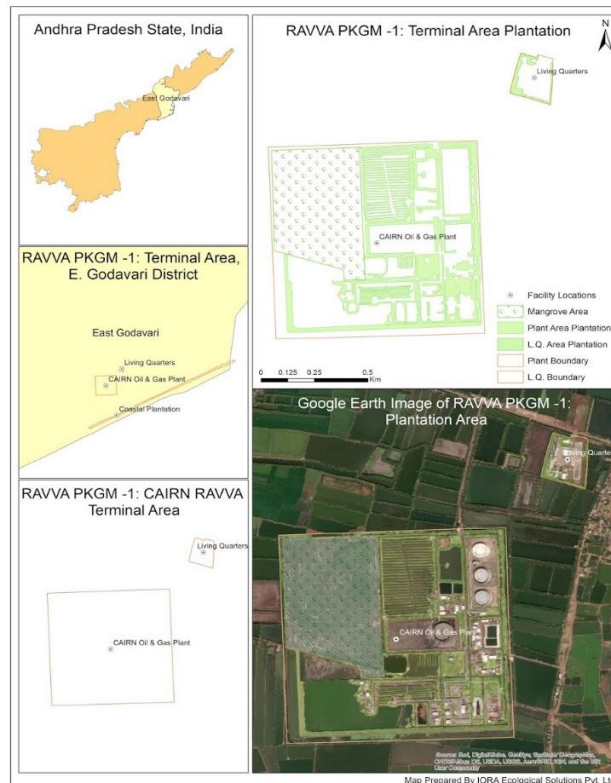 Andhra Pradesh State, India
East Godavari
RAVVA PKGM -1: Terminal Area,
E. Godavari District
East Godavari
Living Quarters
CAIRN Oil & Gas Plant
Coastal Plantation
RAVVA PKGM -1: CAIRN RAVVA
Terminal Area
Living Quarters
CAIRN Oil & Gas Plant
RAVVA PKGM -1: Terminal Area Plantation
N
Living Quarters
CAIRN Oil & Gas Plant
Facility Locations
Mangrove Area
Plant Area Plantation
L.Q. Area Plantation
Plant Boundary
L.Q. Boundary
0 0.125 0.25 0.5
Km
Google Earth Image of RAVVA PKGM -1:
Plantation Area
Living Quarters
CAIRN Oil & Gas Plant
User Community
Map Prepared By IORA Ecological Solutions Pvt. Lt